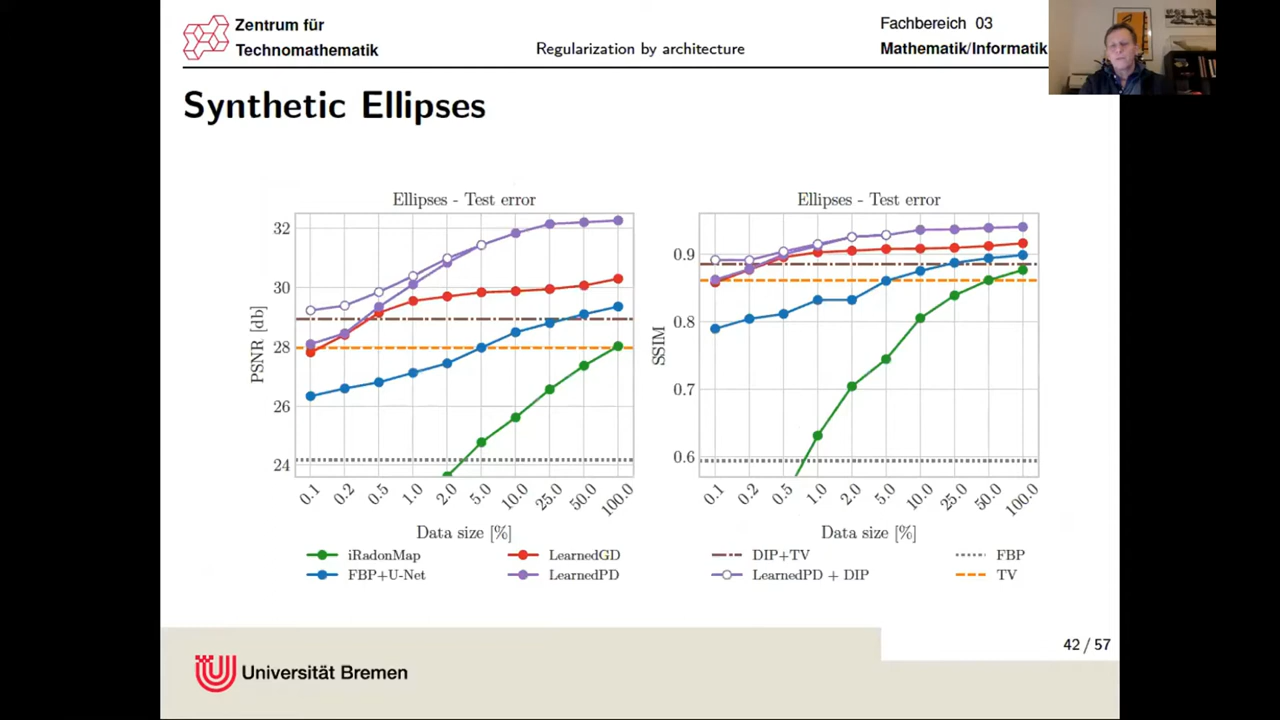 Zentrum für
Technomathematik
Regularization by architecture
Fachbereich 03
Mathematik/Informatik
Synthetic Ellipses
Ellipses - Test error
PSNR [db]
32
30
28
26
24
0.1 0.2 0.5 1.0 2.0 5.0 10.0 25.0 50.0 100.0
Data size [%]
Ellipses - Test error
SSIM
0.9
0.8
0.7
0.6
0.1 0.2 0.5 1.0 2.0 5.0 10.0 25.0 50.0 100.0
Data size [%]
iRadonMap LearnedGD DIP+TV FBP
FBP+U-Net LearnedPD LearnedPD + DIP TV
42 / 57
Universität Bremen